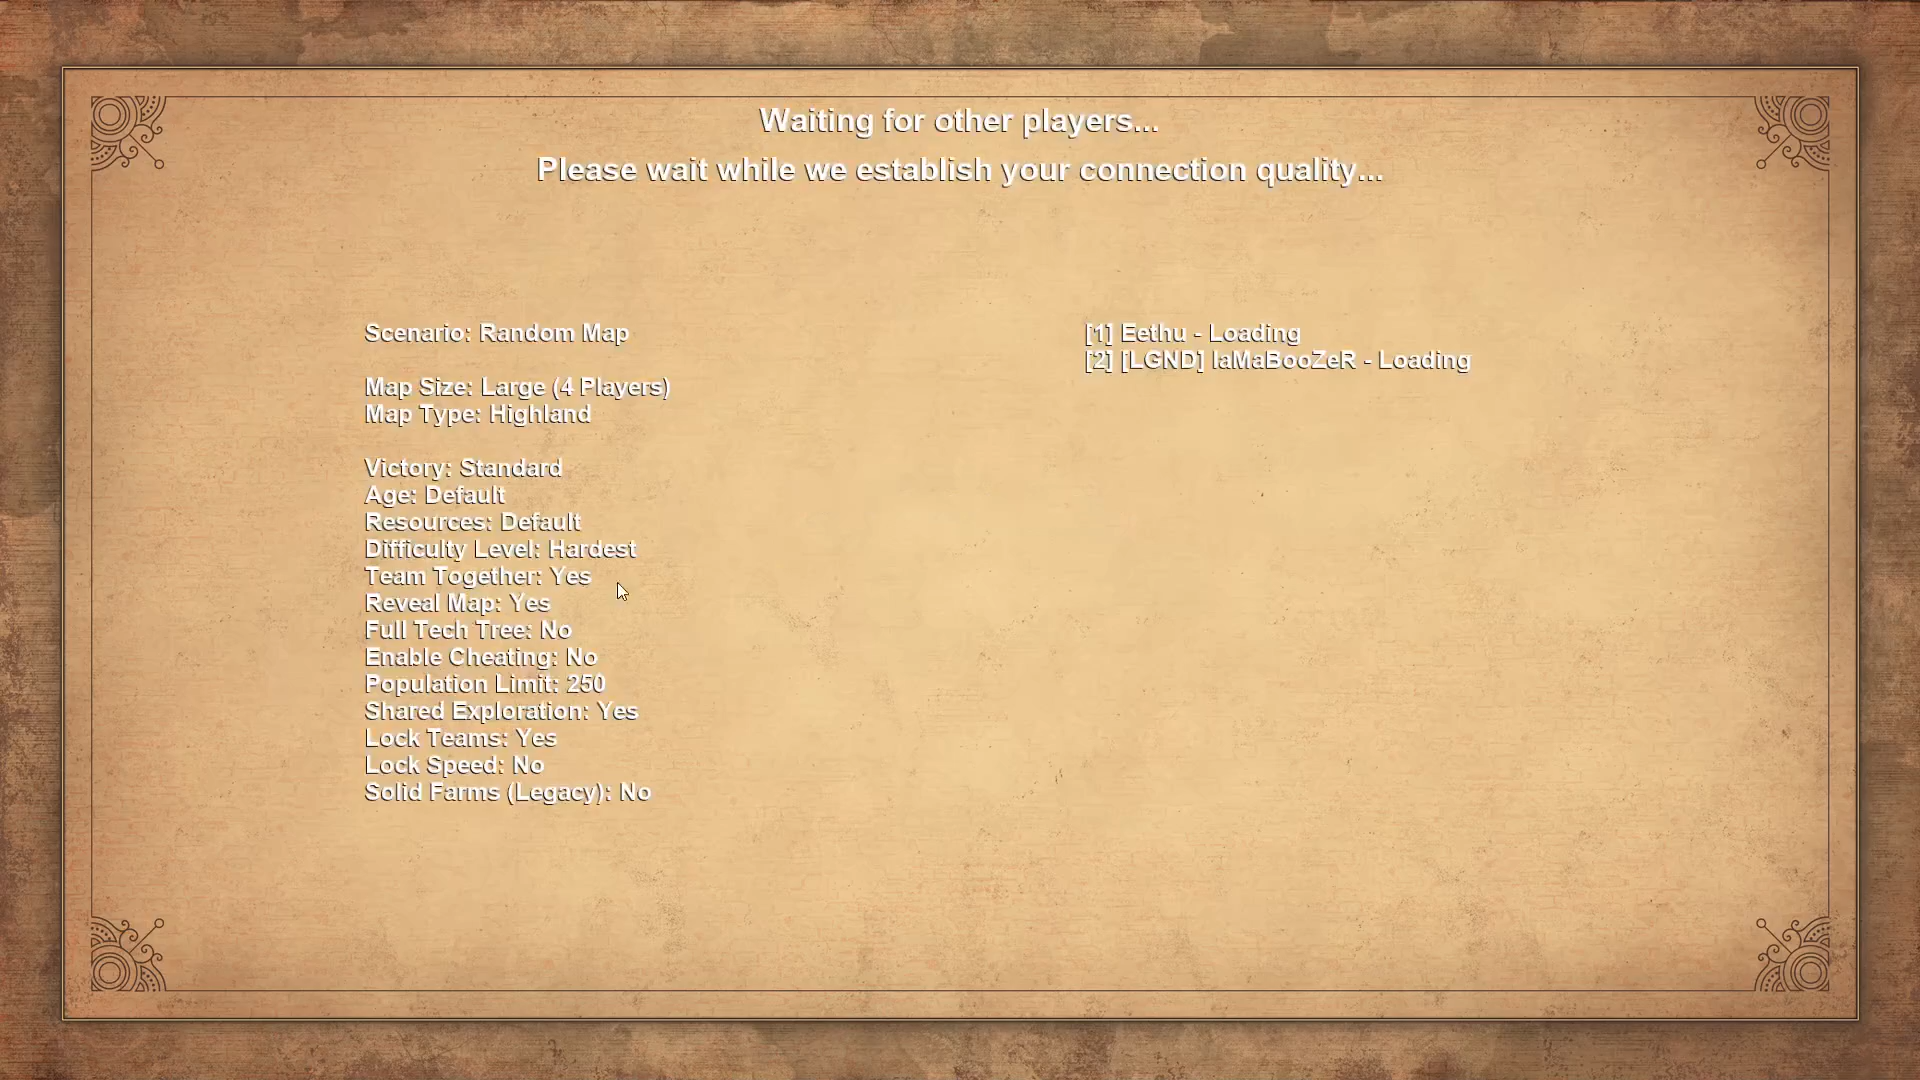 Waiting for other players...
Please wait while we establish your connection quality...
Scenario: Random Map
Map Size: Large (4 Players)
Map Type: Highland
Victory: Standard
Age: Default
Resources: Default
Difficulty Level: Hardest
Team Together: Yes
Reveal Map: Yes
Full Tech Tree: No
Enable Cheating: No
Population Limit: 250
Shared Exploration: Yes
Lock Teams: Yes
Lock Speed: No
Solid Farms (Legacy): No
[1] Eethu - Loading
[2] [LGND] IaMaBooZeR - Loading